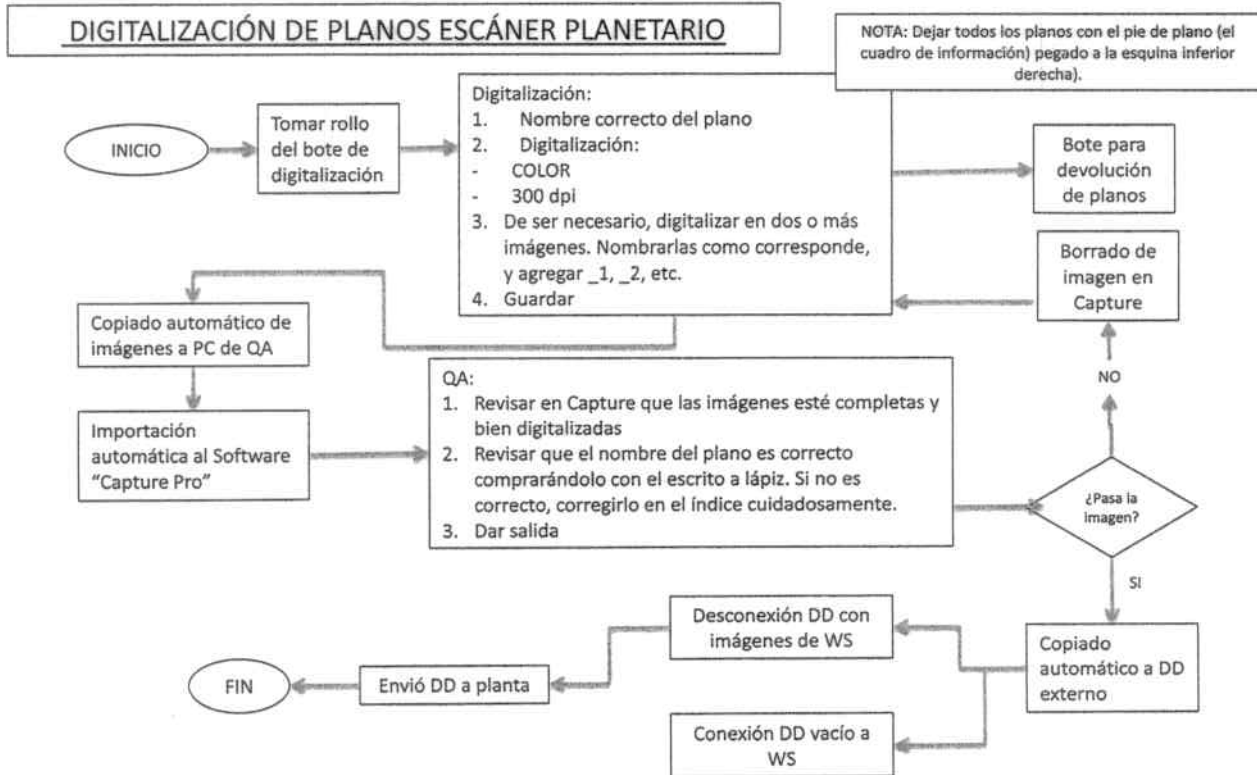 DIGITALIZACIÓN DE PLANOS ESCÁNER PLANETARIO
NOTA: Dejar todos los planos con el pie de plano (el
cuadro de información) pegado a la esquina inferior
derecha).
INICIO
Tomar rollo
del bote de
digitalización
Digitalización:
1. Nombre correcto del plano
2. Digitalización:
- COLOR
- 300 dpi
3. De ser necesario, digitalizar en dos o más
imágenes. Nombrarlas como corresponde,
y agregar _1, _2, etc.
4. Guardar
Bote para
devolución
de planos
Borrado de
imagen en
Capture
Copiado automático de
imágenes a PC de QA
Importación
automática al Software
“Capture Pro”
QA:
1. Revisar en Capture que las imágenes esté completas y
bien digitalizadas
2. Revisar que el nombre del plano es correcto
comprarándolo con el escrito a lápiz. Si no es
correcto, corregirlo en el índice cuidadosamente.
3. Dar salida
NO
¿Pasa la
imagen?
SI
Copiado
automático a DD
externo
Desconexión DD con
imágenes de WS
Conexión DD vacío a
WS
Envió DD a planta
FIN